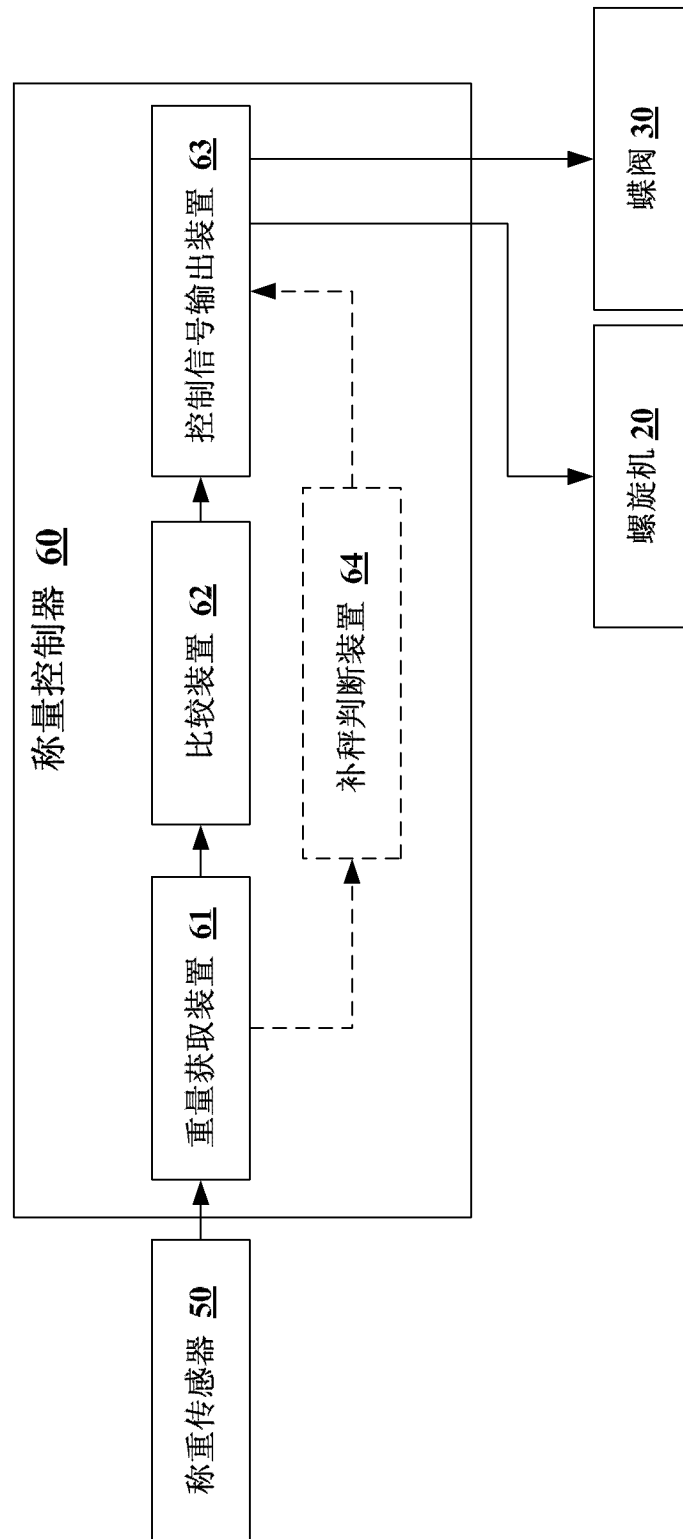 称量控制器 60
称重传感器 50
重量获取装置 61
比较装置 62
控制信号输出装置 63
补秤判断装置 64
螺旋机 20
蝶阀 30